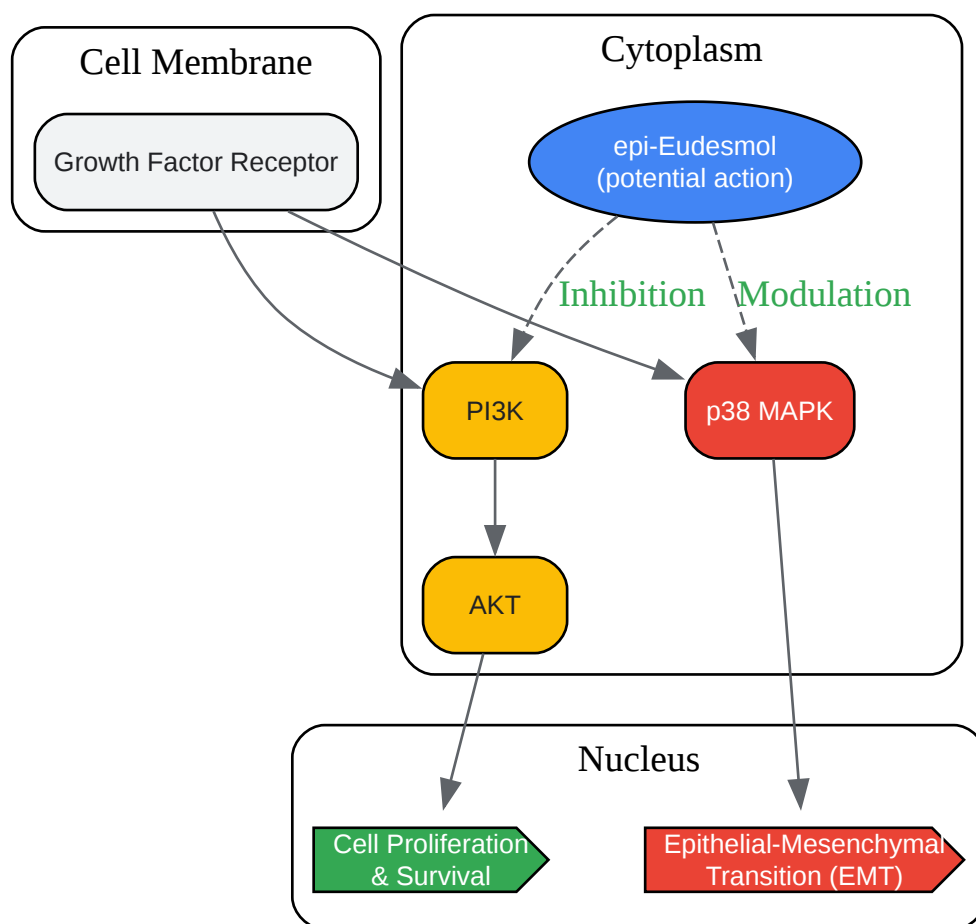 Cell Membrane
Growth Factor Receptor
Cytoplasm
epi-Eudesmol
(potential action)
Inhibition
Modulation
PI3K
p38 MAPK
AKT
Nucleus
Cell Proliferation
& Survival
Epithelial-Mesenchymal
Transition (EMT)